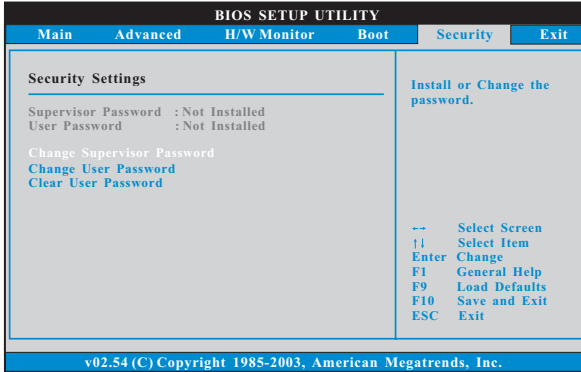 BIOS SETUP UTILITY
Main Advanced H/W Monitor Boot Security Exit
Security Settings
Supervisor Password : Not Installed
User Password : Not Installed
Change Supervisor Password
Change User Password
Clear User Password
Install or Change the
password.
↔ Select Screen
↑↓ Select Item
Enter Change
F1 General Help
F9 Load Defaults
F10 Save and Exit
ESC Exit
v02.54 (C) Copyright 1985-2003, American Megatrends, Inc.